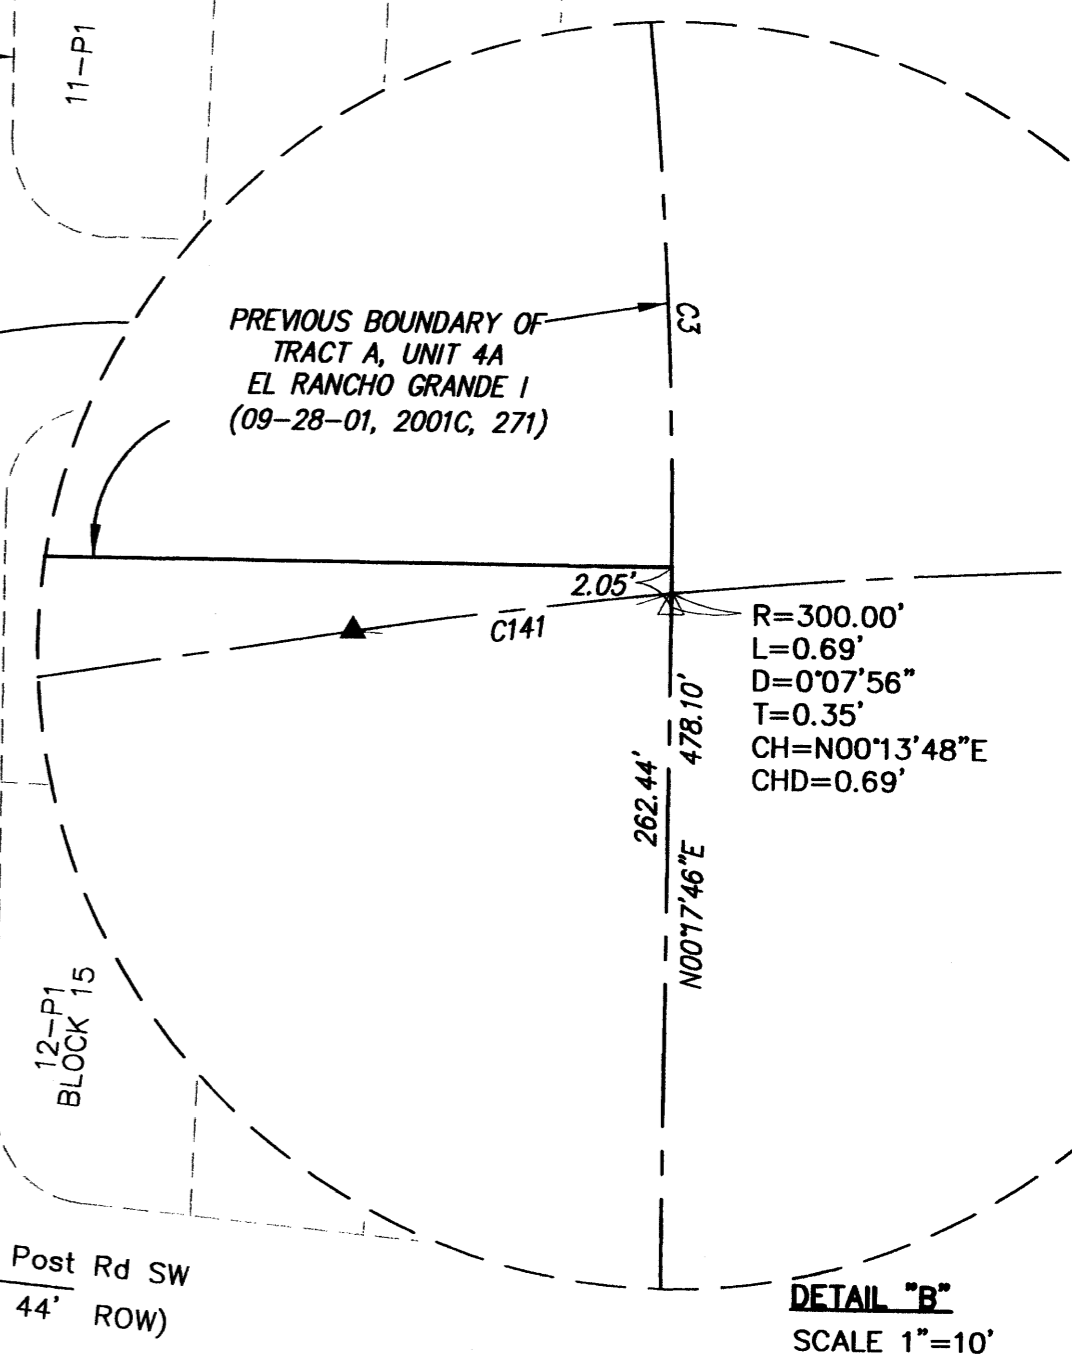 11-P1
PREVIOUS BOUNDARY OF
TRACT A, UNIT 4A
EL RANCHO GRANDE I
(09-28-01, 2001C, 271)
C3
2.05'
C141
R=300.00'
L=0.69'
D=0°07'56"
T=0.35'
CH=N00°13'48"E
CHD=0.69'
262.44'
478.10'
N00°17'46"E
12-P1
BLOCK 15
Post Rd SW
44' ROW)
DETAIL "B"
SCALE 1"=10'